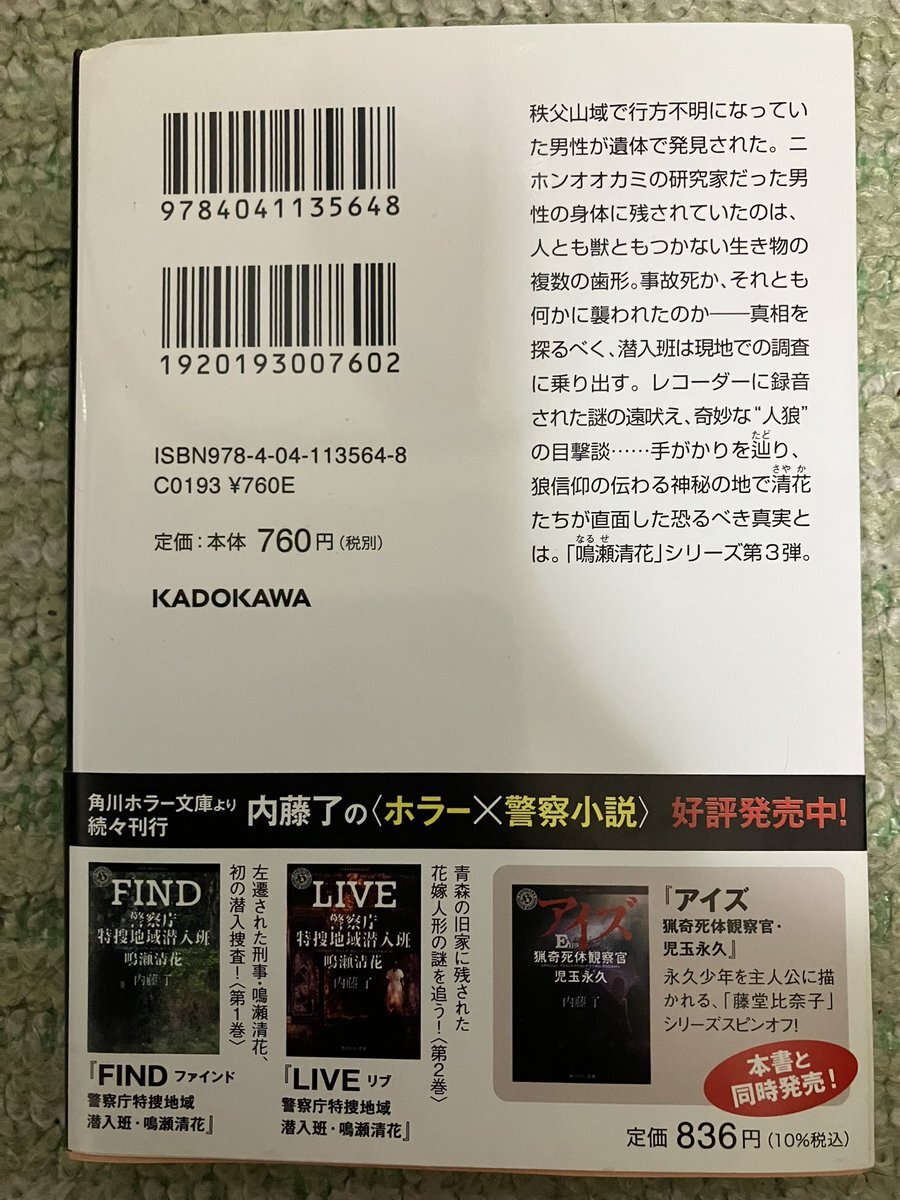 9784041135648
1920193007602
ISBN978-4-04-113564-8
C0193 ¥760E
定価:本体 760円(税別)
KADOKAWA
秩父山域で行方不明になってい
た男性が遺体で発見された。ニ
ホンオオカミの研究家だった男
性の身体に残されていたのは、
人とも獣ともつかない生き物の
複数の歯形。事故死か、それとも
何かに襲われたのか――真相を
探るべく、潜入班は現地での調査
に乗り出す。レコーダーに録音
された謎の遠吠え、奇妙な“人狼”
の目撃談……手がかりを辿り、
たど
狼信仰の伝わる神秘の地で清花
さやか
たちが直面した恐るべき真実と
は。「鳴瀬清花」シリーズ第3弾。
なるせ
角川ホラー文庫より
続々刊行
内藤了の〈ホラー×警察小説〉 好評発売中!
FIND
警察庁
特捜地域潜入班
鳴瀬清花
内藤了
左遷された刑事・鳴瀬清花、
初の潜入捜査!〈第1巻〉
『FIND ファインド
警察庁特捜地域
潜入班・鳴瀬清花』
LIVE
警察庁
特捜地域潜入班
鳴瀬清花
内藤了
青森の旧家に残された
花嫁人形の謎を追う!〈第2巻〉
『LIVE リブ
警察庁特捜地域
潜入班・鳴瀬清花』
アイズ
猟奇死体観察官
児玉永久
内藤了
『アイズ
猟奇死体観察官・
児玉永久』
永久少年を主人公に描
かれる、「藤堂比奈子」
シリーズスピンオフ!
本書と
同時発売!
定価 836円(10%税込)